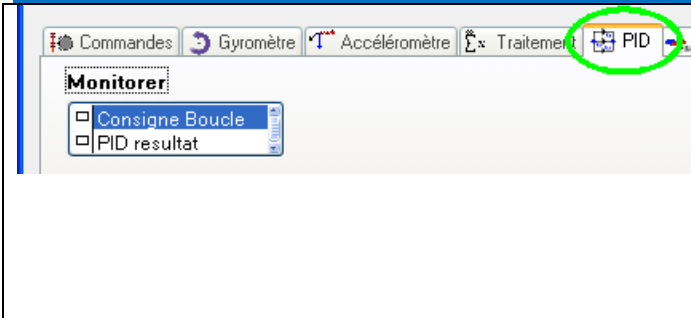 Commandes Gyromètre Accéléromètre Traitement PID
Monitorer
Consigne Boucle
PID resultat